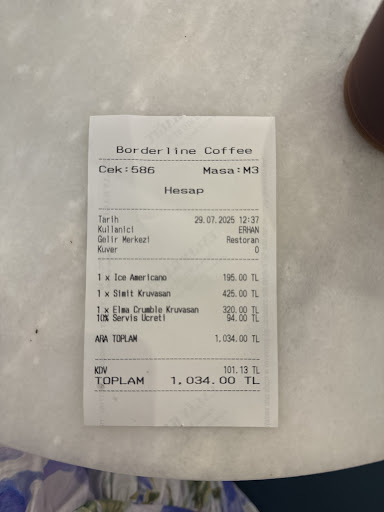 Borderline Coffee
Cek:586 Masa:M3
Hesap
Tarih 29.07.2025 12:37
Kullanici ERHAN
Gelir Merkezi Restoran
Kuver 0
1 x Ice Americano 195.00 TL
1 x Simit Kruvasan 425.00 TL
1 x Elma Crumble Kruvasan 320.00 TL
10% Servis Ucreti 94.00 TL
ARA TOPLAM 1,034.00 TL
KDV 101.13 TL
TOPLAM 1,034.00 TL